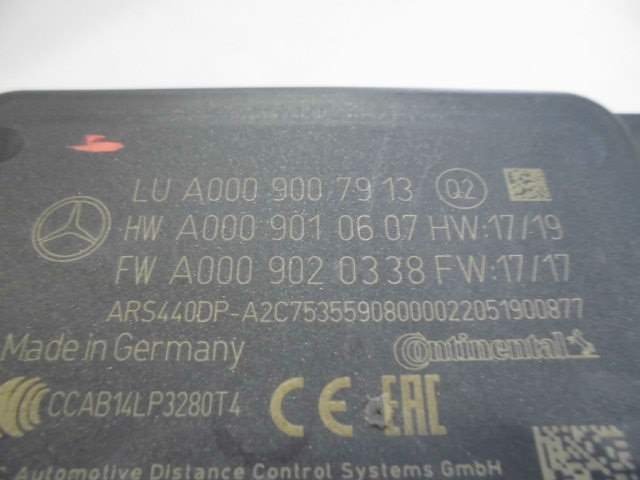 LU A000 900 79 13 Q2
HW A000 901 06 07 HW:17/19
FW A000 902 03 38 FW:17/17
ARS440DP-A2C75355908000022051900877
Made in Germany Continental
CCAB14LP3280T4 CE EAC
C Automotive Distance Control Systems GmbH